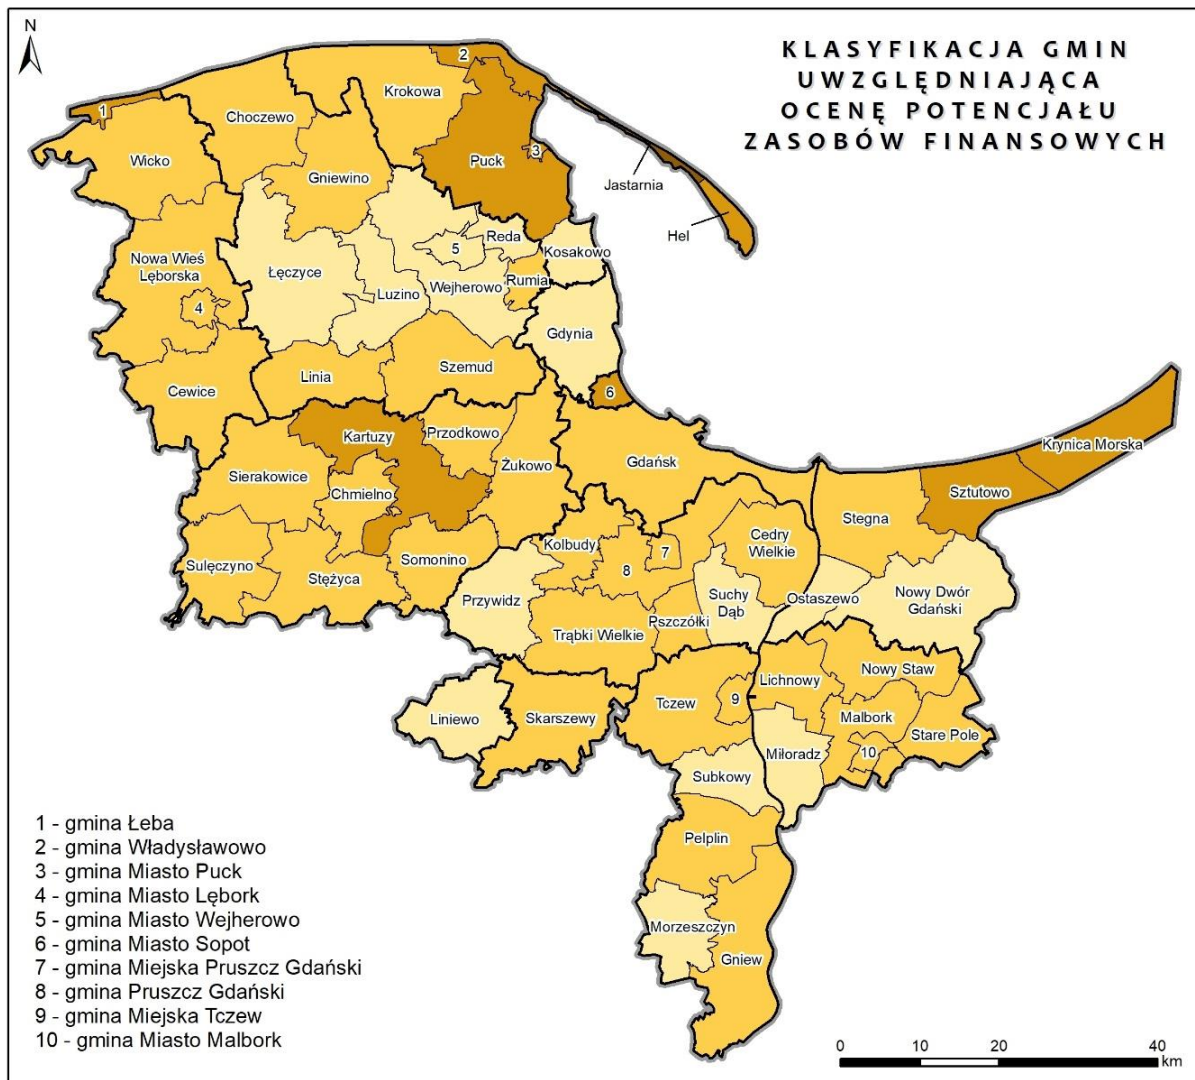 N
KLASYFIKACJA GMIN
UWZGLĘDNIAJĄCA
OCENĘ POTENCJAŁU
ZASOBÓW FINANSOWYCH
2
1
Krokowa
Choczewo
Wicko
Puck
3
Gniewino
Jastarnia
Hel
Reda
5
Kosakowo
Nowa Wieś
Lęborska
Łęczyce
Rumia
Luzino
Wejherowo
4
Gdynia
Szemud
Linia
Cewice
6
Kartuzy
Przodkowo
Krynica Morska
Gdańsk
Żukowo
Sierakowice
Chmielno
Sztutowo
Stegna
Cedry
Wielkie
Kolbudy
7
Somonino
Sulęczyno
8
Stężyca
Suchy
Dąb
Nowy Dwór
Gdański
Przywidz
Ostaszewo
Pszczółki
Trąbki Wielkie
Nowy Staw
Lichnowy
Tczew
9
Liniewo
Skarszewy
Malbork
Stare Pole
10
Miłoradz
Subkowy
Pelplin
Morzeszczyn
Gniew
1 - gmina Łeba
2 - gmina Władysławowo
3 - gmina Miasto Puck
4 - gmina Miasto Lębork
5 - gmina Miasto Wejherowo
6 - gmina Miasto Sopot
7 - gmina Miejska Pruszcz Gdański
8 - gmina Pruszcz Gdański
9 - gmina Miejska Tczew
10 - gmina Miasto Malbork
0 10 20 40
km